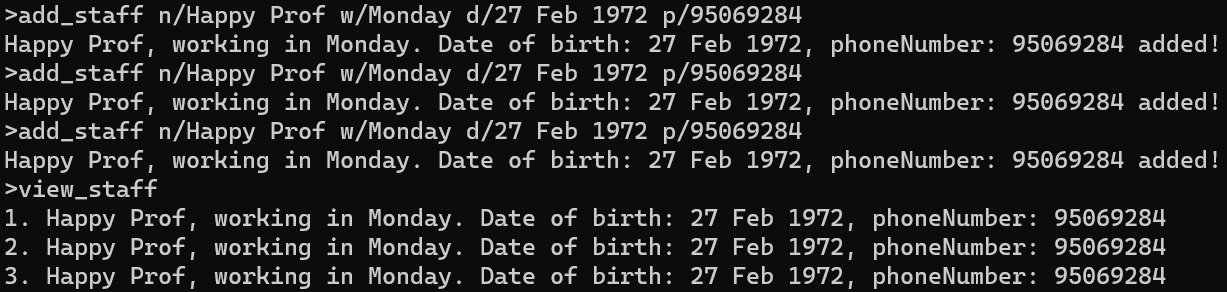 >add_staff n/Happy Prof w/Monday d/27 Feb 1972 p/95069284
Happy Prof, working in Monday. Date of birth: 27 Feb 1972, phoneNumber: 95069284 added!
>add_staff n/Happy Prof w/Monday d/27 Feb 1972 p/95069284
Happy Prof, working in Monday. Date of birth: 27 Feb 1972, phoneNumber: 95069284 added!
>add_staff n/Happy Prof w/Monday d/27 Feb 1972 p/95069284
Happy Prof, working in Monday. Date of birth: 27 Feb 1972, phoneNumber: 95069284 added!
>view_staff
1. Happy Prof, working in Monday. Date of birth: 27 Feb 1972, phoneNumber: 95069284
2. Happy Prof, working in Monday. Date of birth: 27 Feb 1972, phoneNumber: 95069284
3. Happy Prof, working in Monday. Date of birth: 27 Feb 1972, phoneNumber: 95069284